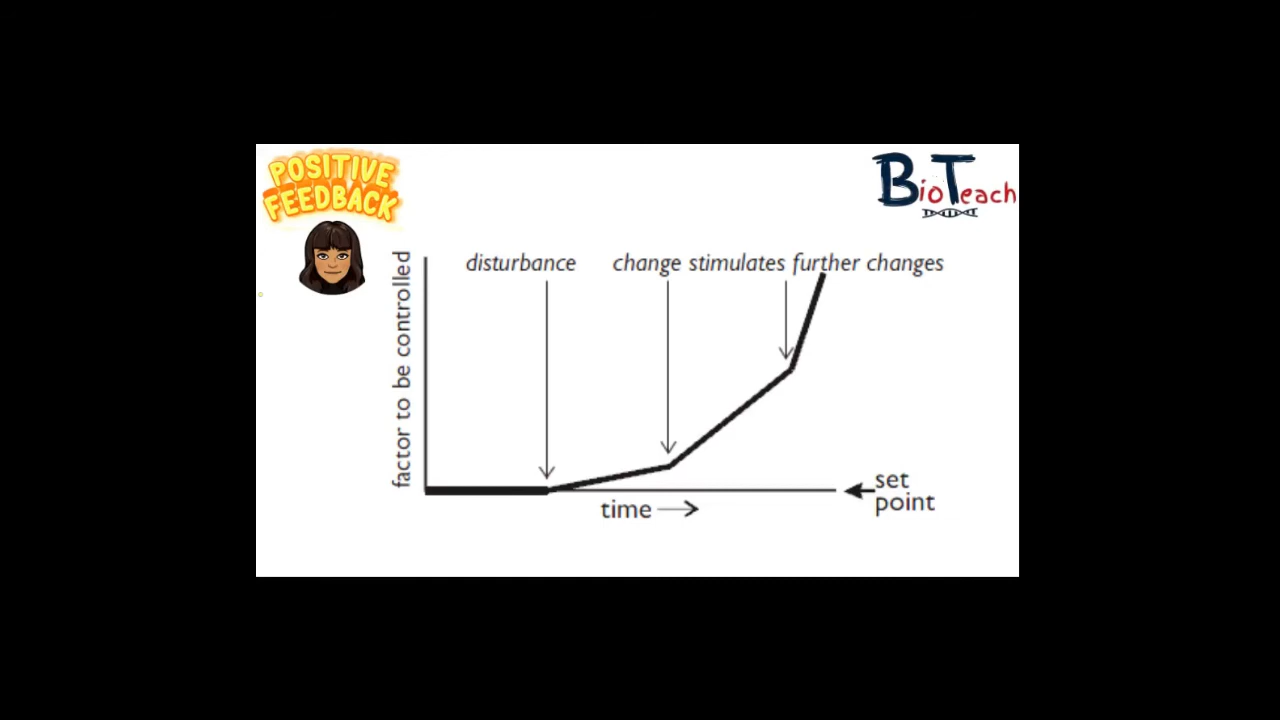 POSITIVE
FEEDBACK
BioTeach
disturbance
change stimulates further changes
factor to be controlled
set
point
time